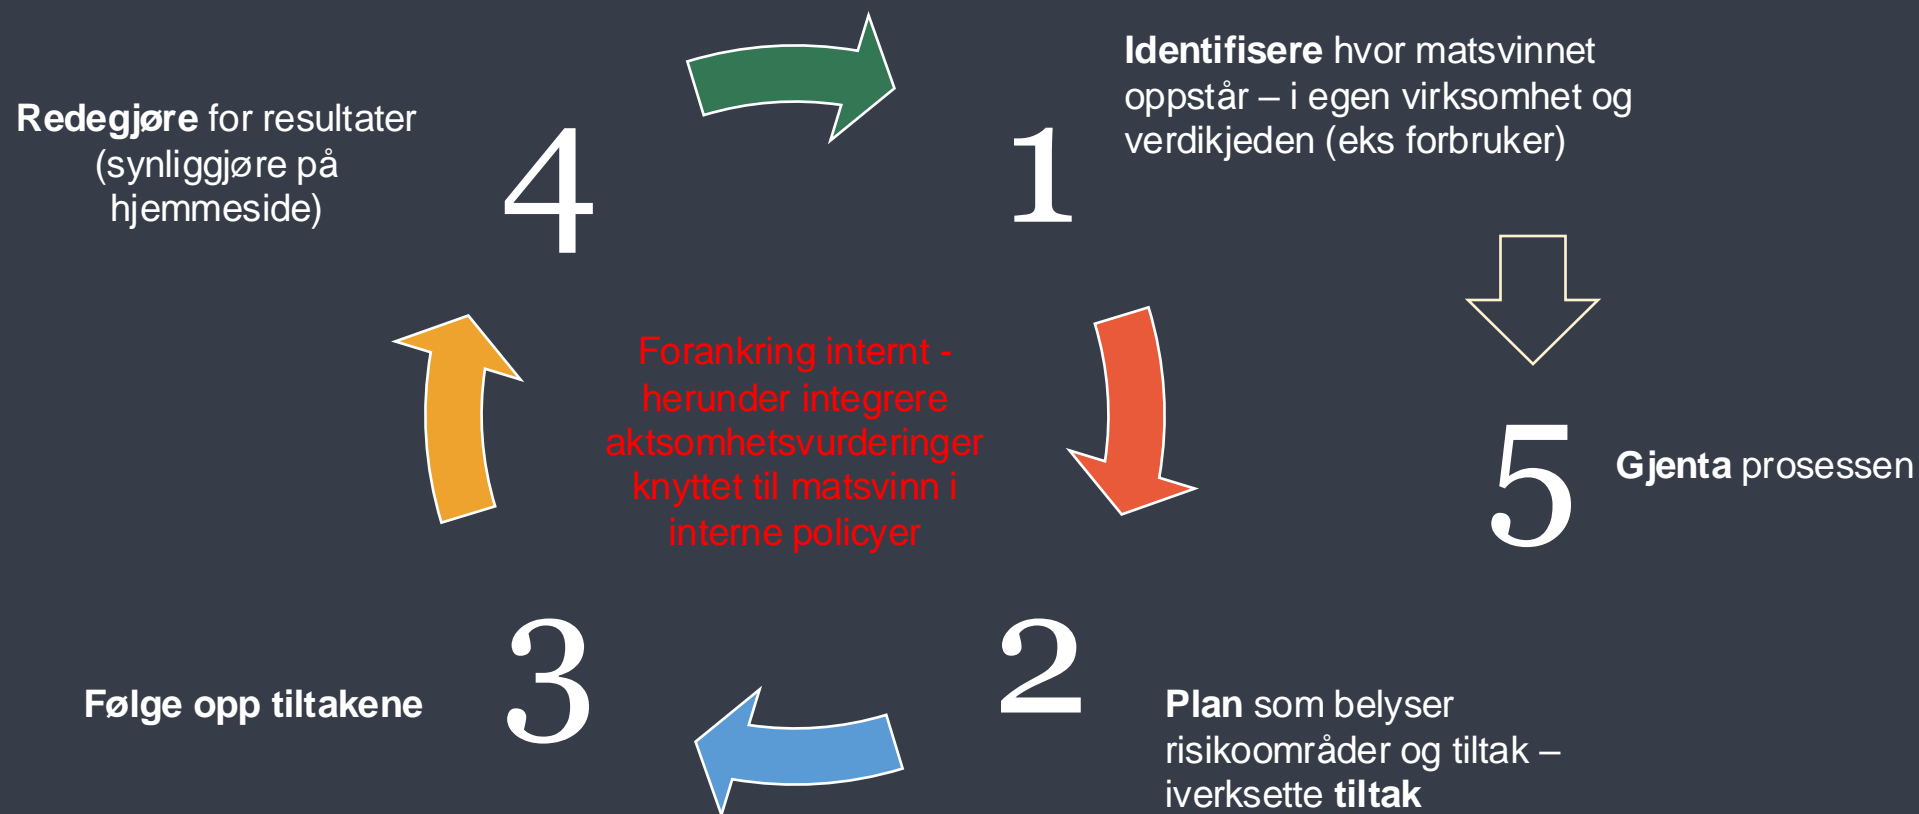 1
Identifisere hvor matsvinnet
oppstår – i egen virksomhet og
verdikjeden (eks forbruker)
2
Plan som belyser
risikoområder og tiltak –
iverksette tiltak
3
Følge opp tiltakene
4
Redegjøre for resultater
(synliggjøre på
hjemmeside)
5
Gjenta prosessen
Forankring internt -
herunder integrere
aktsomhetsvurderinger
knyttet til matsvinn i
interne policyer